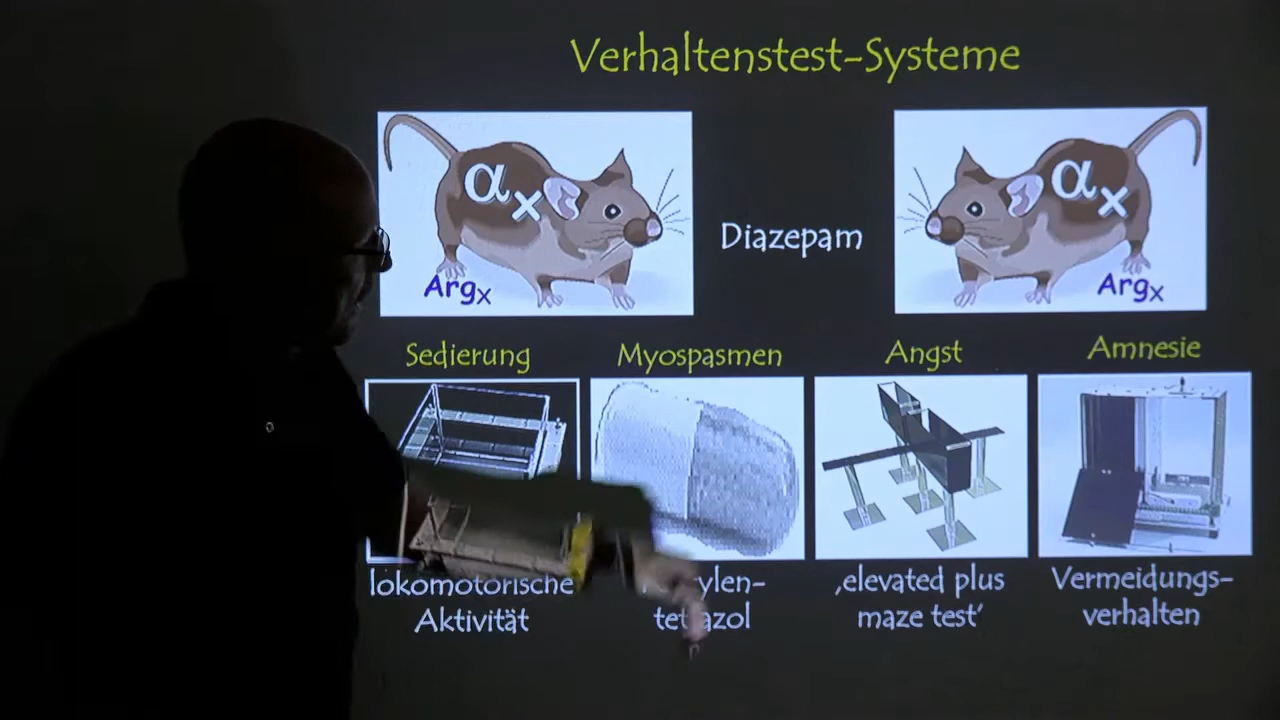 Verhaltenstest-Systeme
αx
αx
Diazepam
Argx
Argx
Sedierung
Myospasmen
Angst
Amnesie
lokomotorische
Aktivität
‚elevated plus
maze test‘
Vermeidungs-
verhalten